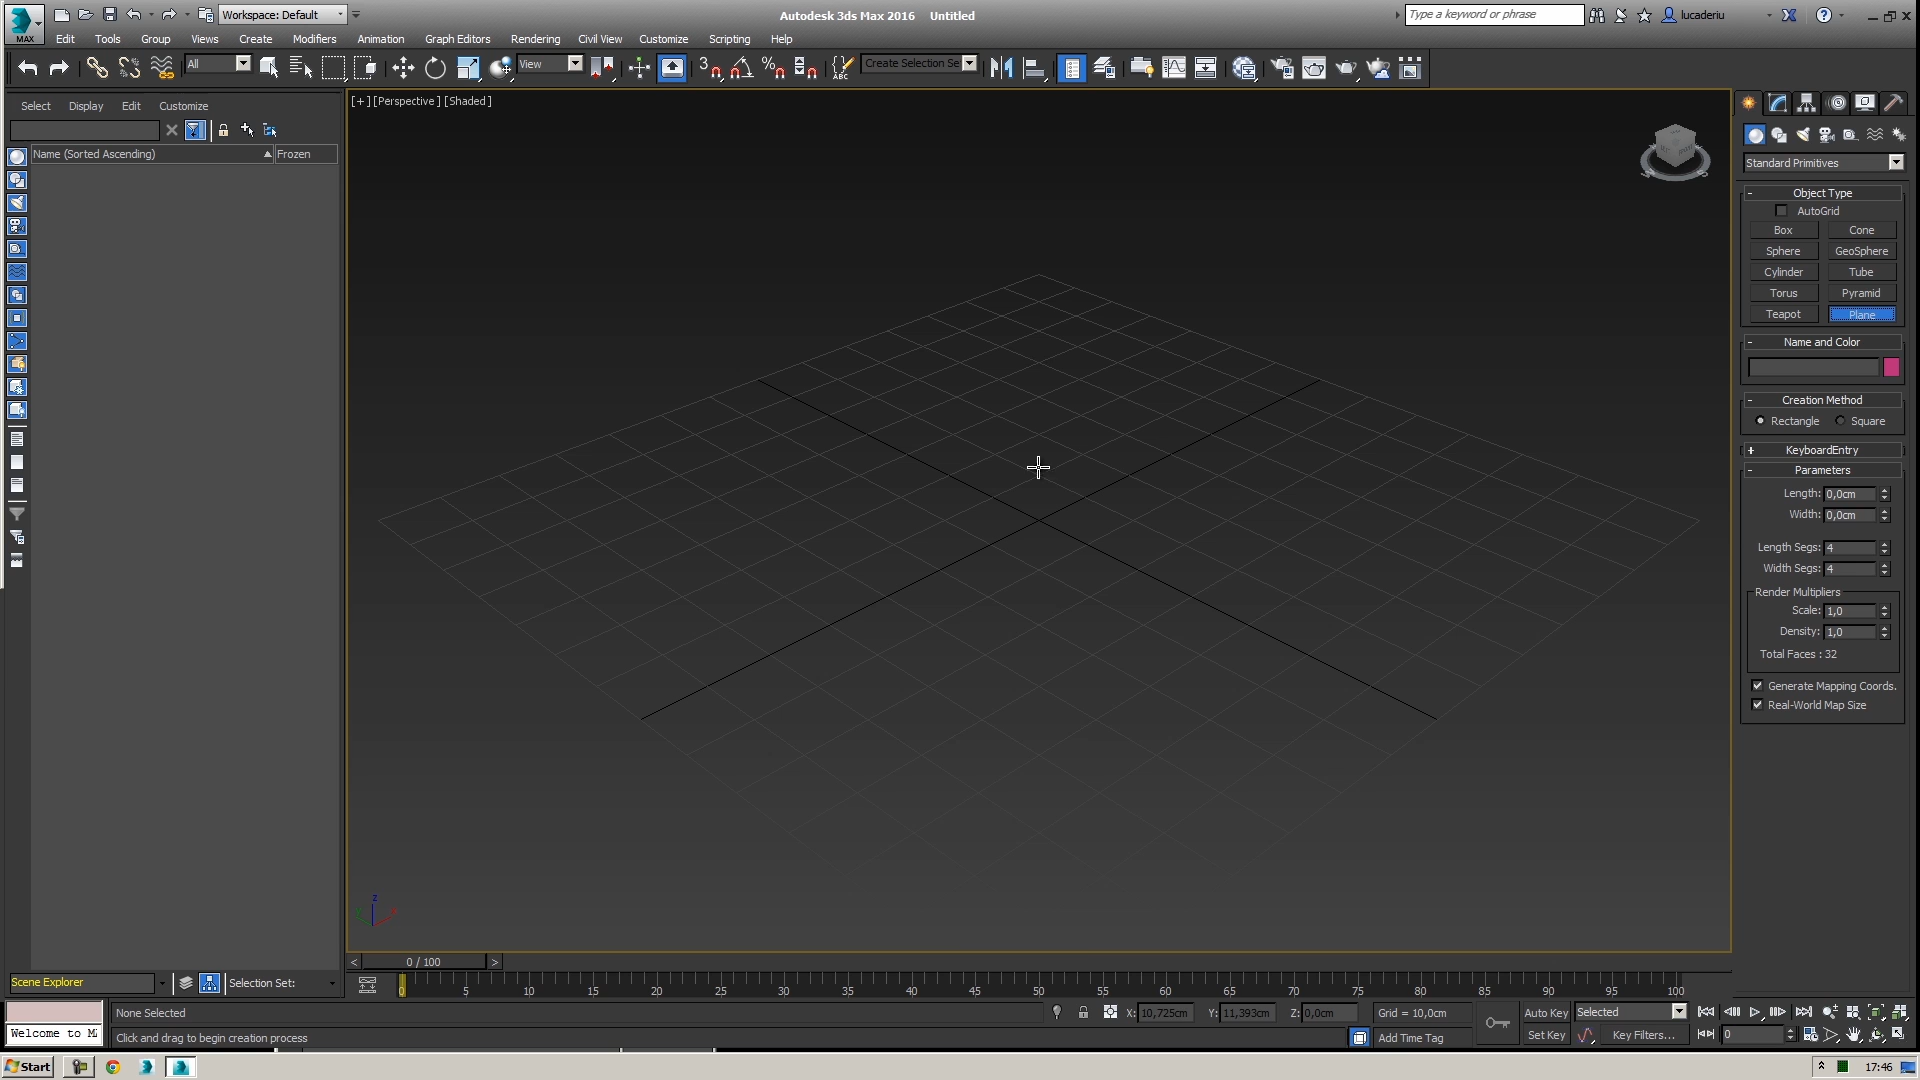 Workspace: Default
Autodesk 3ds Max 2016 Untitled
Type a keyword or phrase
lucaderiu
MAX
Edit Tools Group Views Create Modifiers Animation Graph Editors Rendering Civil View Customize Scripting Help
All
View
3
ABC
Create Selection Se
Select Display Edit Customize
Name (Sorted Ascending) Frozen
[+] [Perspective] [Shaded]
Standard Primitives
- Object Type
AutoGrid
Box Cone
Sphere GeoSphere
Cylinder Tube
Torus Pyramid
Teapot Plane
- Name and Color
- Creation Method
Rectangle Square
+ KeyboardEntry
- Parameters
Length: 0,0cm
Width: 0,0cm
Length Segs: 4
Width Segs: 4
Render Multipliers
Scale: 1,0
Density: 1,0
Total Faces : 32
Generate Mapping Coords.
Real-World Map Size
z
< 0 / 100 >
Scene Explorer
Selection Set:
0 5 10 15 20 25 30 35 40 45 50 55 60 65 70 75 80 85 90 95 100
None Selected
X: 10,725cm Y: 11,393cm Z: 0,0cm
Grid = 10,0cm
Auto Key
Selected
Welcome to M
Click and drag to begin creation process
Add Time Tag
Set Key
Key Filters...
0
Start
17:46